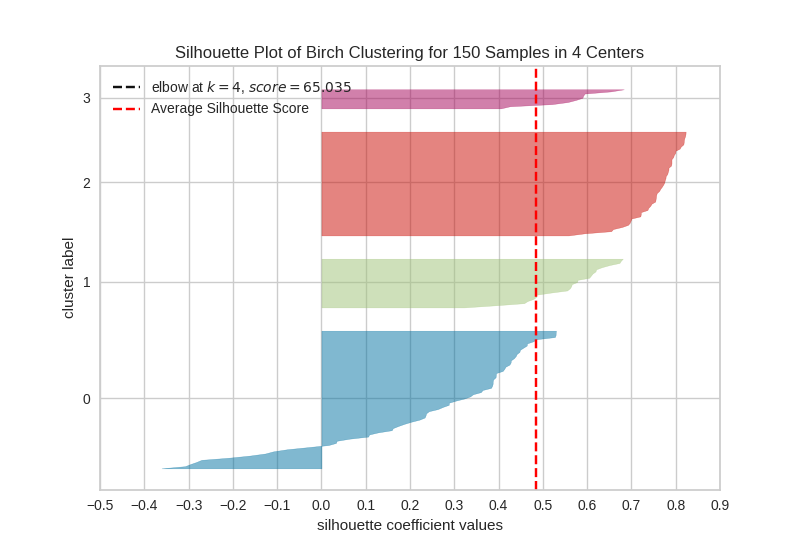 Silhouette Plot of Birch Clustering for 150 Samples in 4 Centers
elbow at k = 4, score = 65.035
Average Silhouette Score
3
2
1
0
cluster label
−0.5 −0.4 −0.3 −0.2 −0.1 0.0 0.1 0.2 0.3 0.4 0.5 0.6 0.7 0.8 0.9
silhouette coefficient values